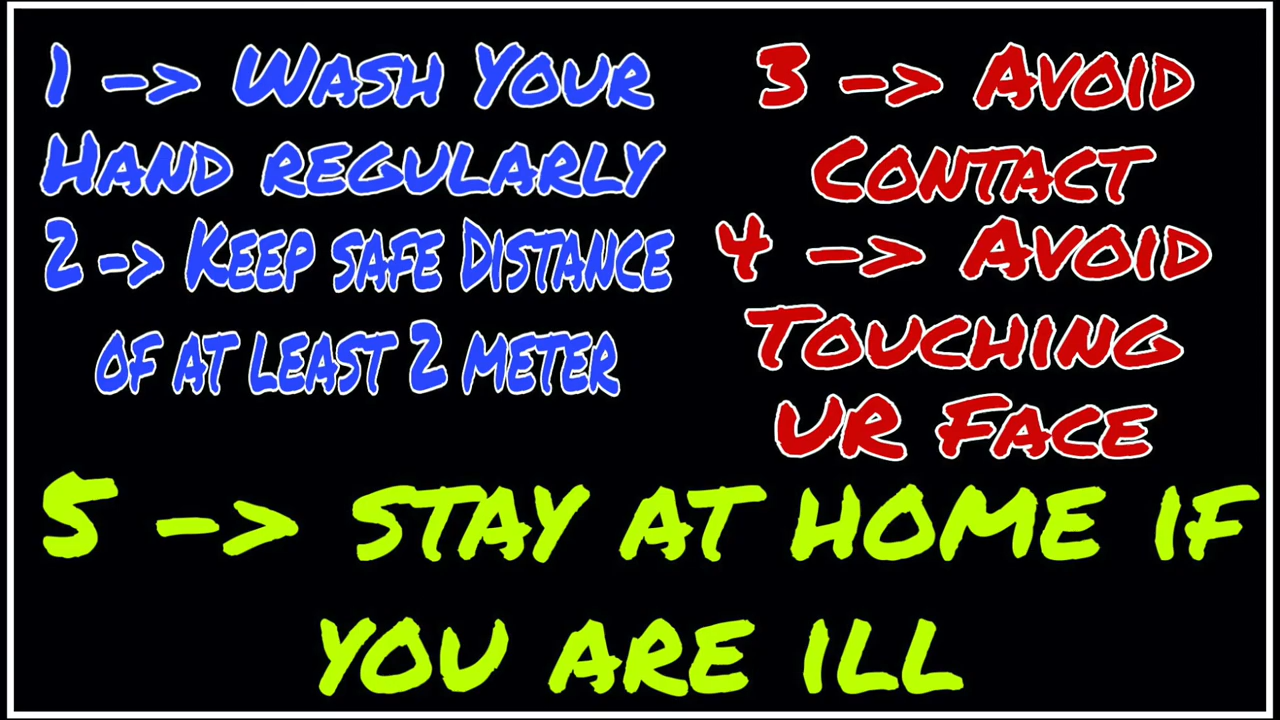 1 -> Wash Your
Hand regularly
2 -> Keep safe Distance
of at least 2 meter
3 -> Avoid
Contact
4 -> Avoid
Touching
ur Face
5 -> stay at home if
you are ill